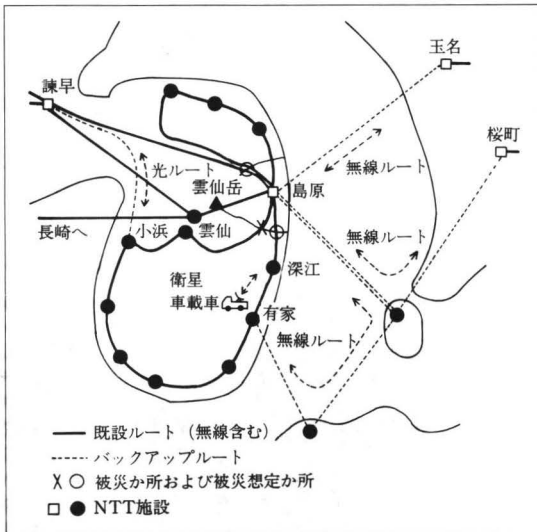 玉名
諫早
桜町
光ルート
無線ルート
雲仙岳
島原
長崎へ
小浜
雲仙
無線ルート
深江
衛星
車載車
有家
無線ルート
既設ルート（無線含む）
バックアップルート
X ○ 被災か所および被災想定か所
□ ● NTT施設